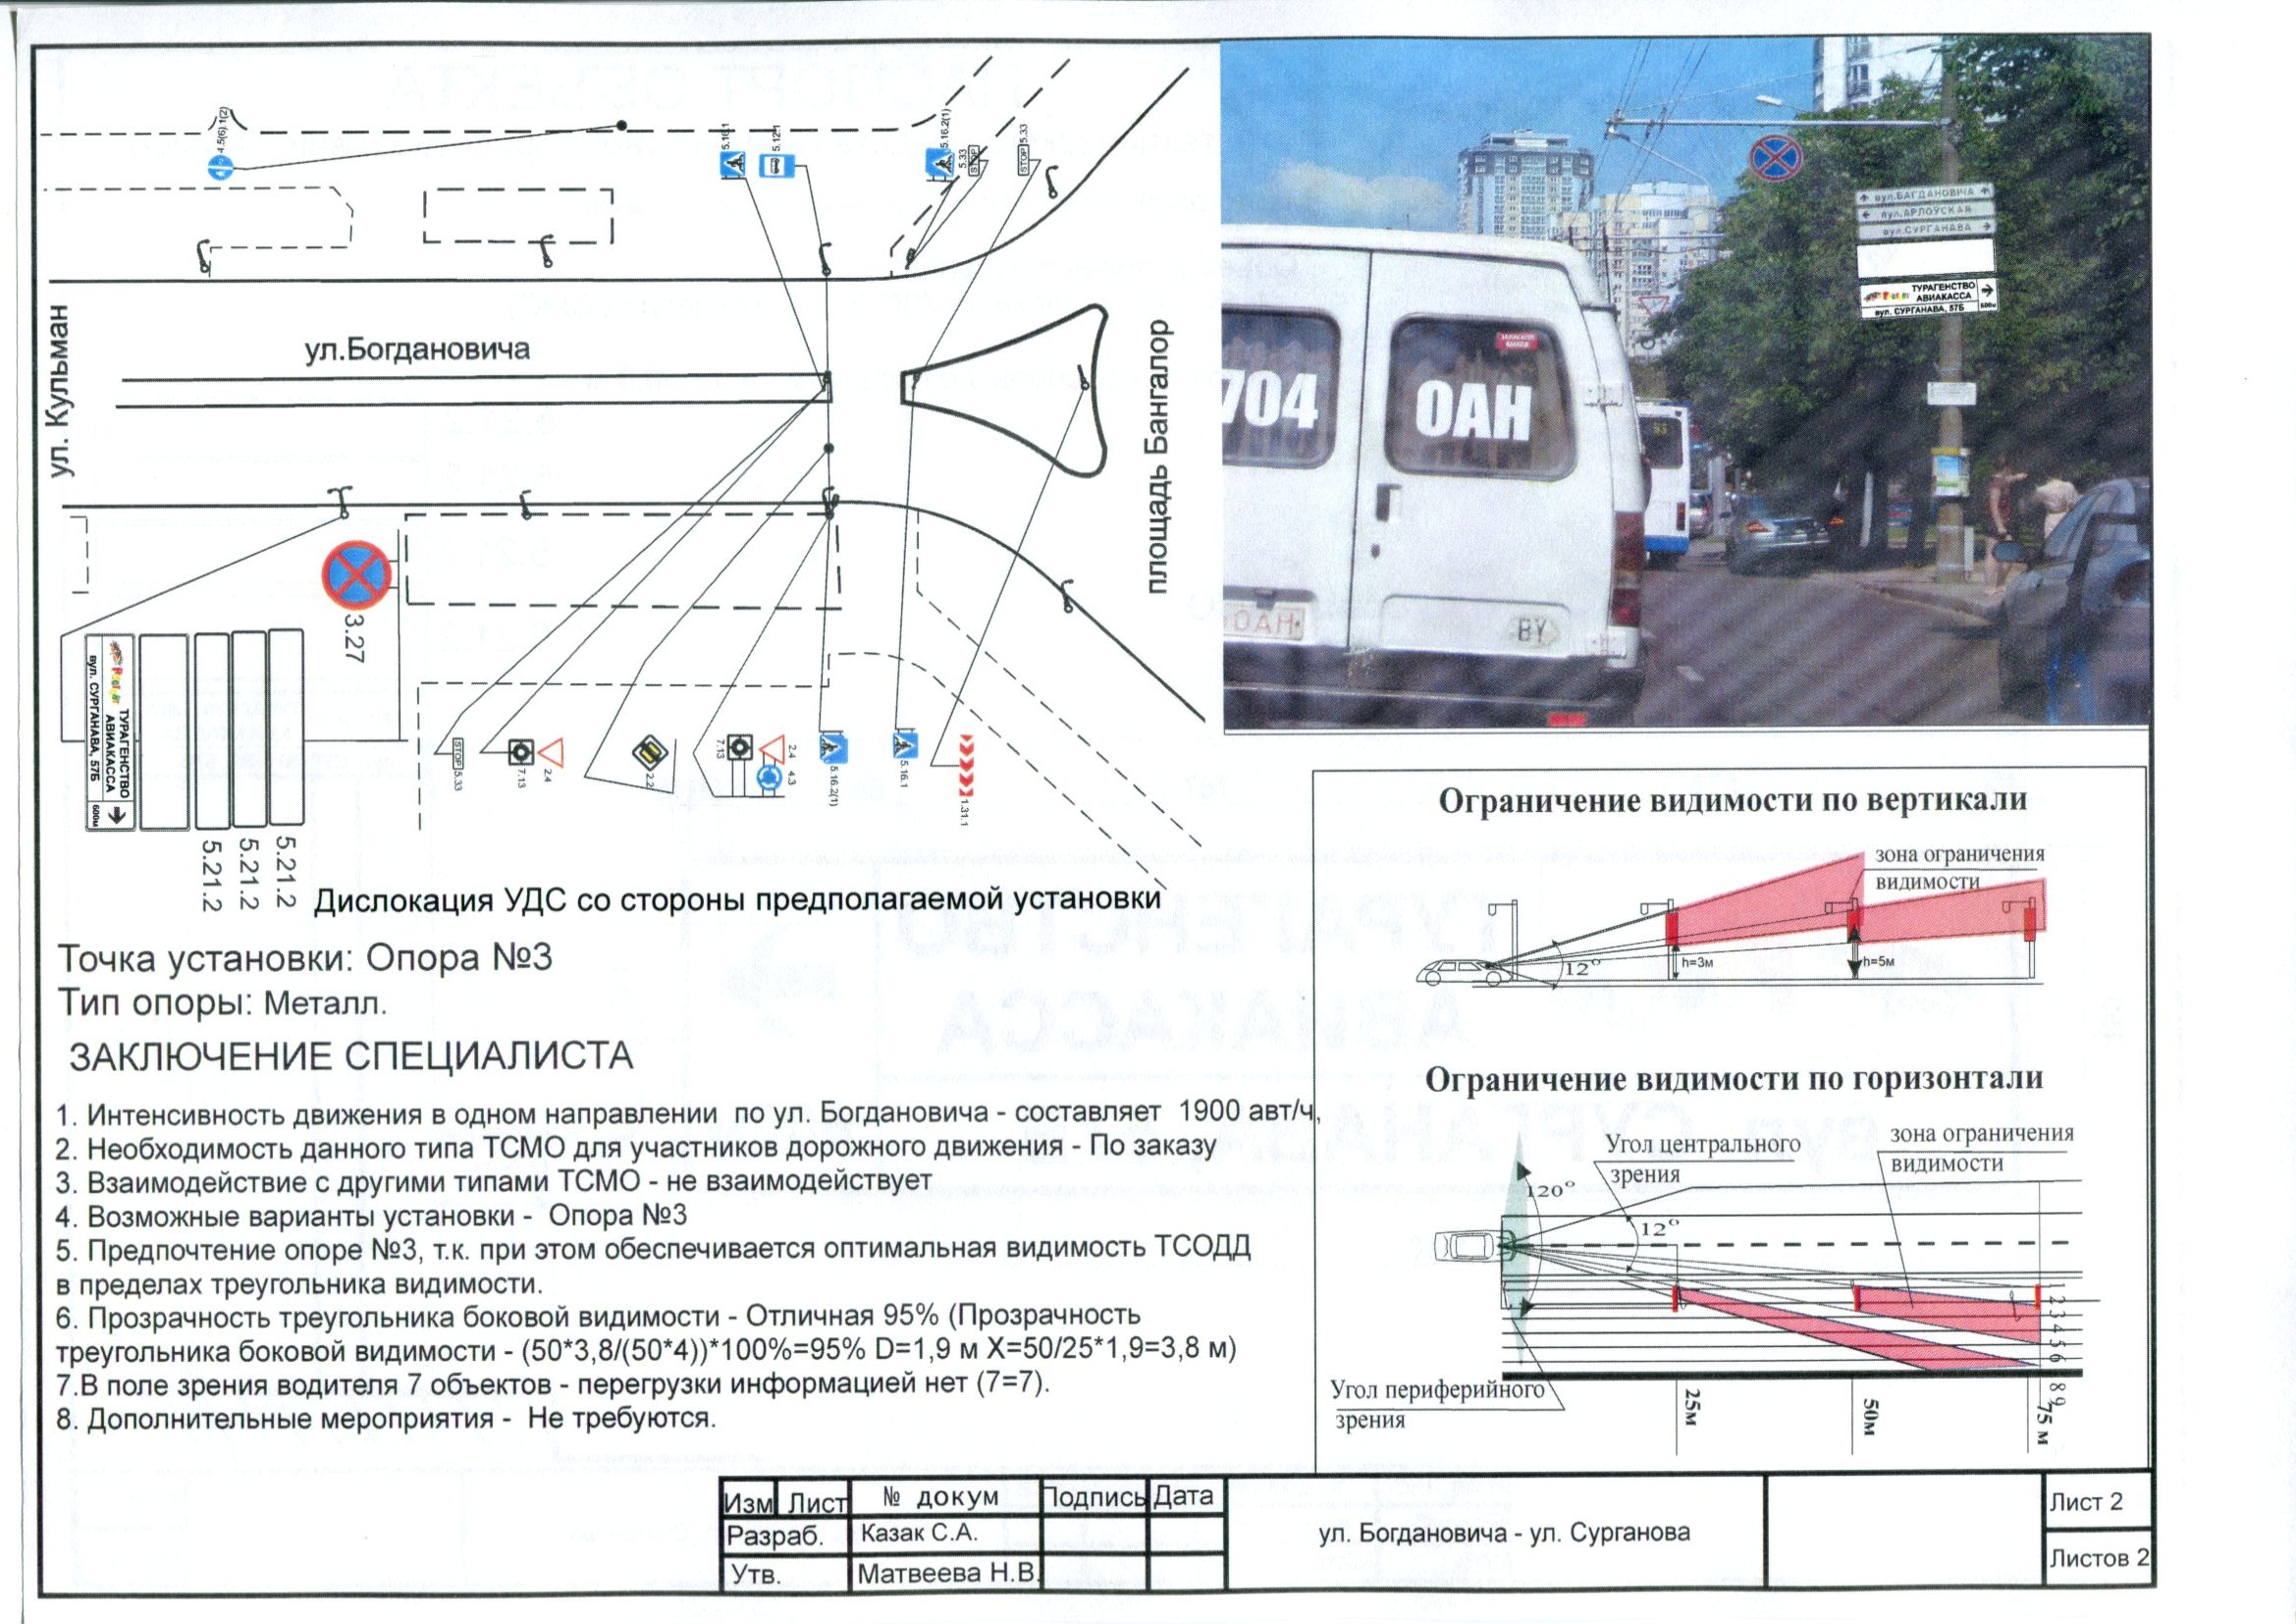 4.5(6).1(2)
5.16.1
5.12.1
5.16.2(1)
5.33
STOP
5.33
STOP
ул. Кульман
ул.Богдановича
площадь Бангалор
3.27
ТУРАГЕНСТВО
АВИАКАССА
вул. СУРГАНАВА, 57Б
600м
5.21.2
5.21.2
5.21.2
STOP
5.33
7.13
2.4
2.2
7.13
2.4
4.3
5.16.2(1)
5.16.1
1.31.1
Дислокация УДС со стороны предполагаемой установки
вул.БАГДАНОВІЧА
вул.АРЛОУСКАЯ
вул.СУРГАНАВА
ТУРАГЕНСТВО
АВИАКАССА
вул. СУРГАНАВА, 57Б
600м
704
ОАН
ОАН
BY
93
Точка установки: Опора №3
Тип опоры: Металл.
ЗАКЛЮЧЕНИЕ СПЕЦИАЛИСТА
1. Интенсивность движения в одном направлении по ул. Богдановича - составляет 1900 авт/ч,
2. Необходимость данного типа ТСМО для участников дорожного движения - По заказу
3. Взаимодействие с другими типами ТСМО - не взаимодействует
4. Возможные варианты установки - Опора №3
5. Предпочтение опоре №3, т.к. при этом обеспечивается оптимальная видимость ТСОДД
в пределах треугольника видимости.
6. Прозрачность треугольника боковой видимости - Отличная 95% (Прозрачность
треугольника боковой видимости - (50*3,8/(50*4))*100%=95% D=1,9 м X=50/25*1,9=3,8 м)
7.В поле зрения водителя 7 объектов - перегрузки информацией нет (7=7).
8. Дополнительные мероприятия - Не требуются.
Ограничение видимости по вертикали
зона ограничения
видимости
12°
h=3м
h=5м
Ограничение видимости по горизонтали
Угол центрального
зрения
зона ограничения
видимости
120°
12°
Угол периферийного
зрения
25м
50м
75 м
1 2 3 4 5 6 8 9
Изм Лист № докум Подпись Дата
Разраб. Казак С.А.
Утв. Матвеева Н.В.
ул. Богдановича - ул. Сурганова
Лист 2
Листов 2